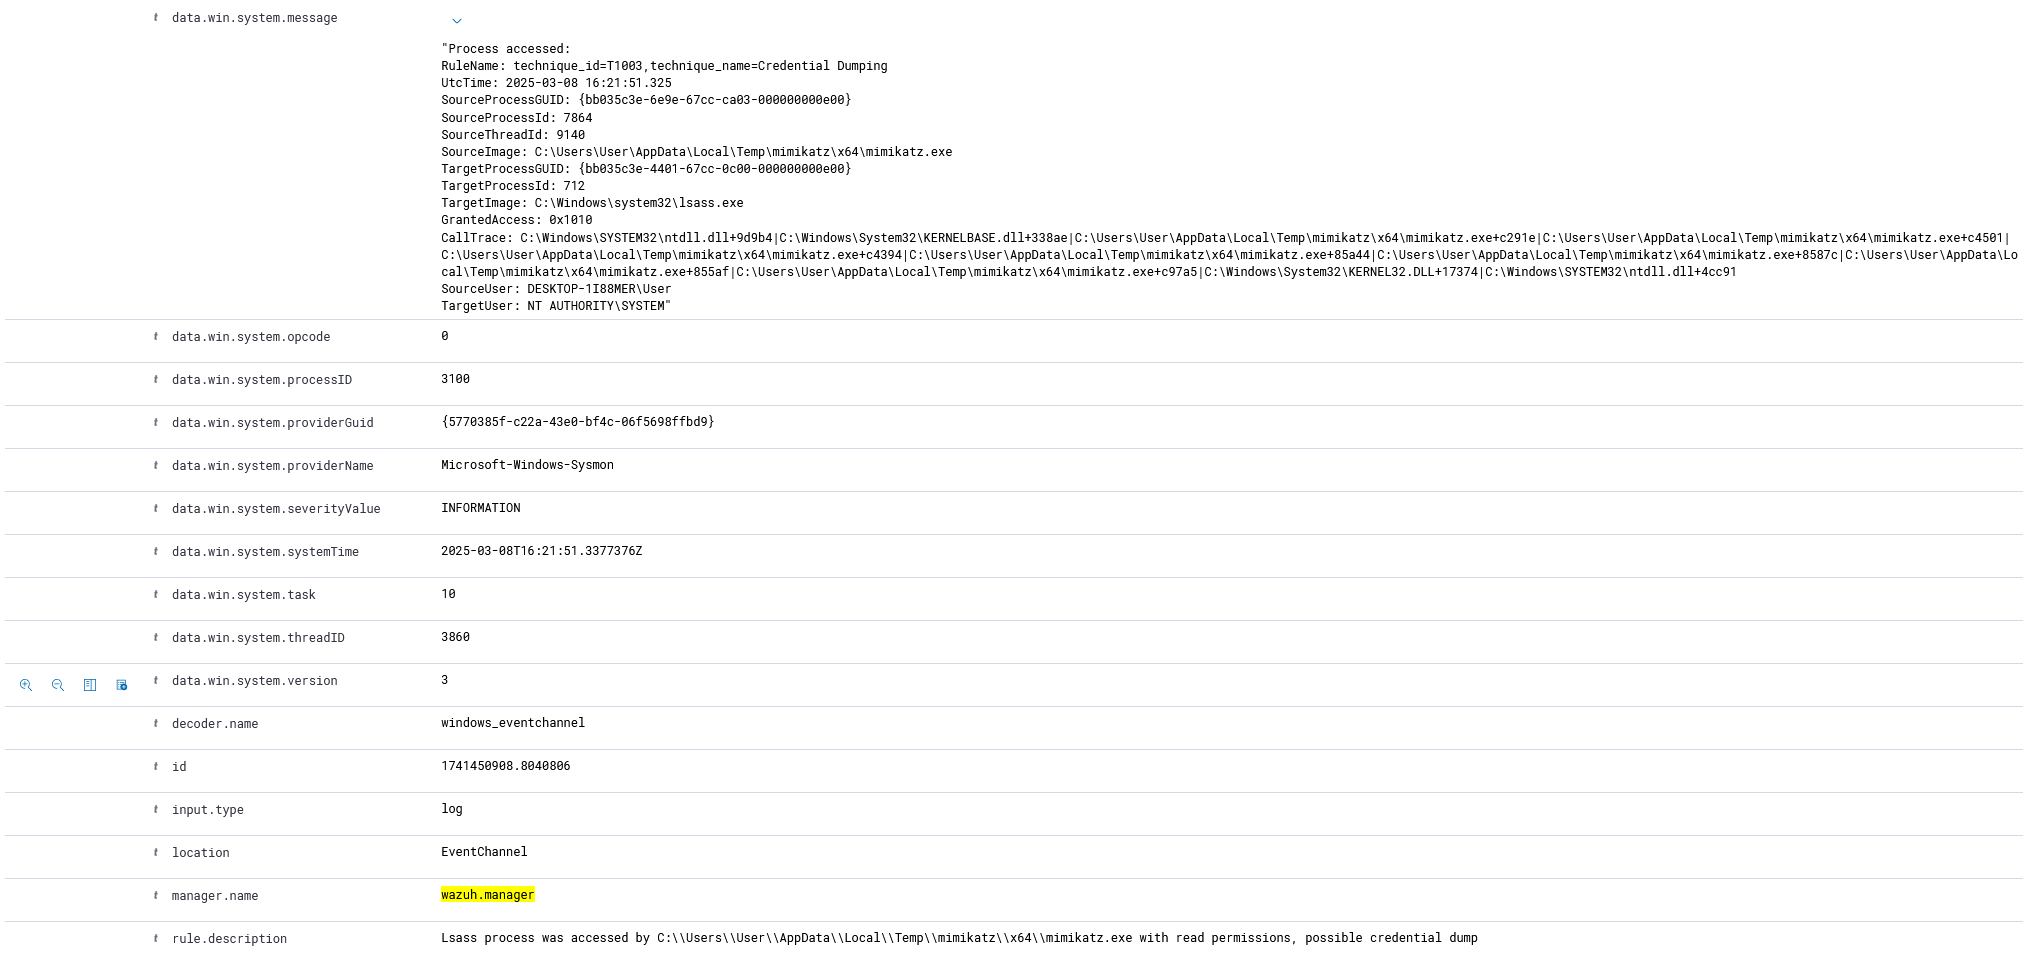 t data.win.system.message
"Process accessed:
RuleName: technique_id=T1003,technique_name=Credential Dumping
UtcTime: 2025-03-08 16:21:51.325
SourceProcessGUID: {bb035c3e-6e9e-67cc-ca03-000000000e00}
SourceProcessId: 7864
SourceThreadId: 9140
SourceImage: C:\Users\User\AppData\Local\Temp\mimikatz\x64\mimikatz.exe
TargetProcessGUID: {bb035c3e-4401-67cc-0c00-000000000e00}
TargetProcessId: 712
TargetImage: C:\Windows\system32\lsass.exe
GrantedAccess: 0x1010
CallTrace: C:\Windows\SYSTEM32\ntdll.dll+9d9b4|C:\Windows\System32\KERNELBASE.dll+338ae|C:\Users\User\AppData\Local\Temp\mimikatz\x64\mimikatz.exe+c291e|C:\Users\User\AppData\Local\Temp\mimikatz\x64\mimikatz.exe+c4501|
C:\Users\User\AppData\Local\Temp\mimikatz\x64\mimikatz.exe+c4394|C:\Users\User\AppData\Local\Temp\mimikatz\x64\mimikatz.exe+85a44|C:\Users\User\AppData\Local\Temp\mimikatz\x64\mimikatz.exe+8587c|C:\Users\User\AppData\Lo
cal\Temp\mimikatz\x64\mimikatz.exe+855af|C:\Users\User\AppData\Local\Temp\mimikatz\x64\mimikatz.exe+c97a5|C:\Windows\System32\KERNEL32.DLL+17374|C:\Windows\SYSTEM32\ntdll.dll+4cc91
SourceUser: DESKTOP-1I88MER\User
TargetUser: NT AUTHORITY\SYSTEM"
t data.win.system.opcode 0
t data.win.system.processID 3100
t data.win.system.providerGuid {5770385f-c22a-43e0-bf4c-06f5698ffbd9}
t data.win.system.providerName Microsoft-Windows-Sysmon
t data.win.system.severityValue INFORMATION
t data.win.system.systemTime 2025-03-08T16:21:51.3377376Z
t data.win.system.task 10
t data.win.system.threadID 3860
t data.win.system.version 3
t decoder.name windows_eventchannel
t id 1741450908.8040806
t input.type log
t location EventChannel
t manager.name wazuh.manager
t rule.description Lsass process was accessed by C:\\Users\\User\\AppData\\Local\\Temp\\mimikatz\\x64\\mimikatz.exe with read permissions, possible credential dump